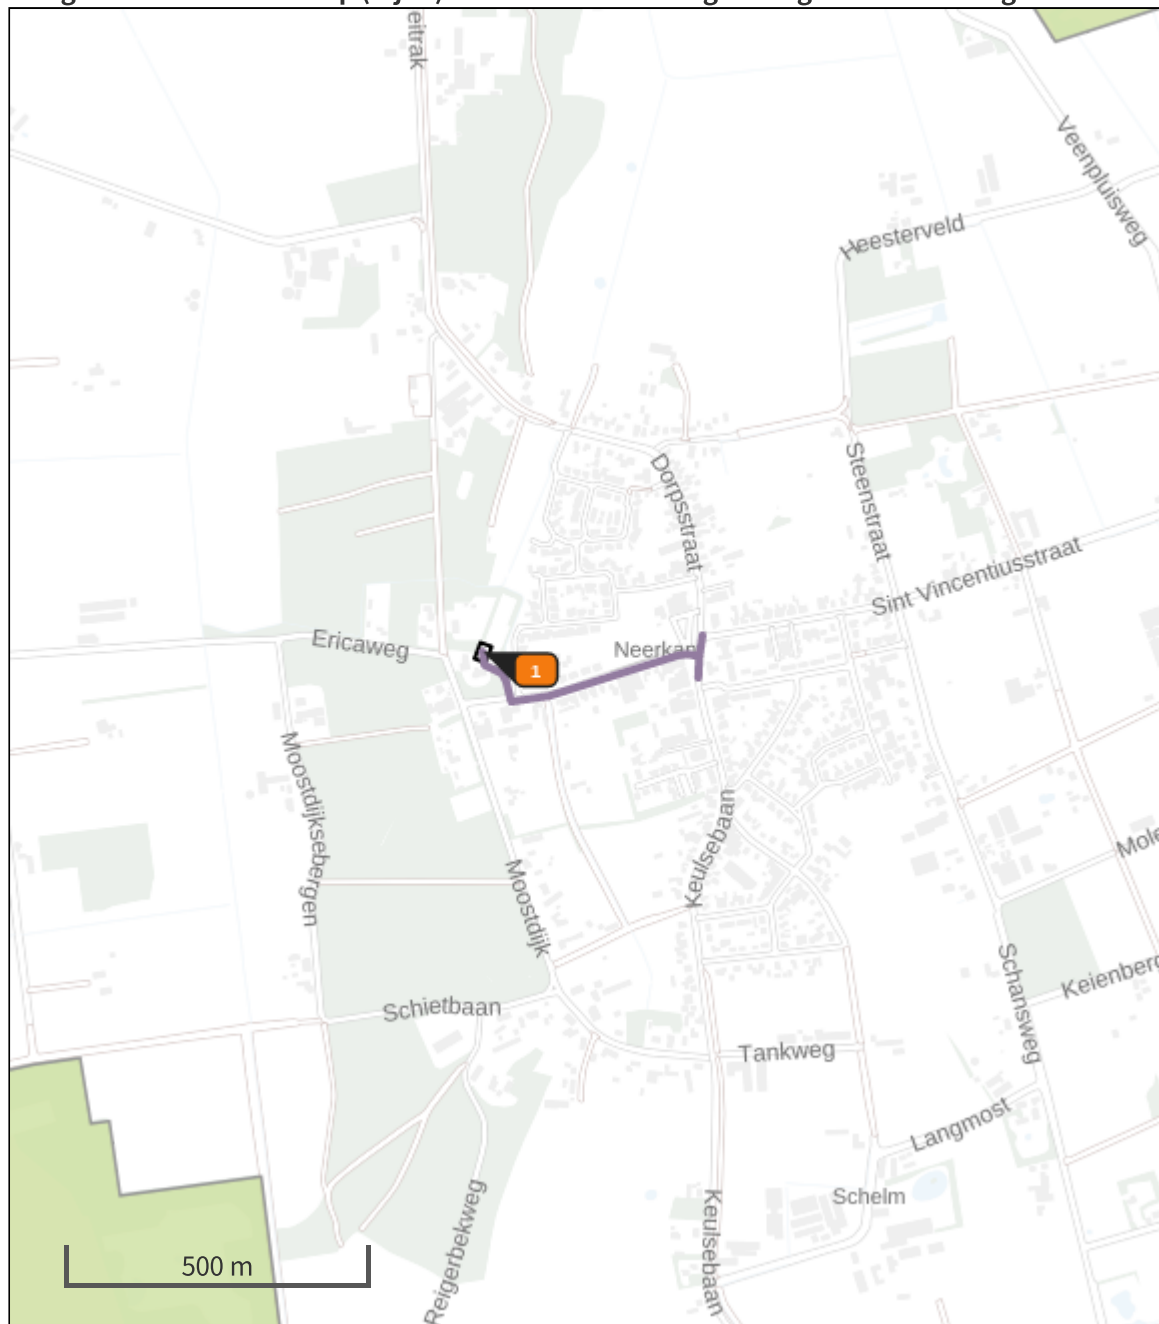 eitrak
Veenpluisweg
Heesterveld
Dorpsstraat
Steenstraat
Sint Vincentiusstraat
Ericaweg
Neerkan
1
Moostdijksebergen
Keulsebaan
Moostdijk
Mole
Schansweg
Keienberg
Schietbaan
Tankweg
Langmost
Schelm
Reigerbekweg
Keulsebaan
500 m